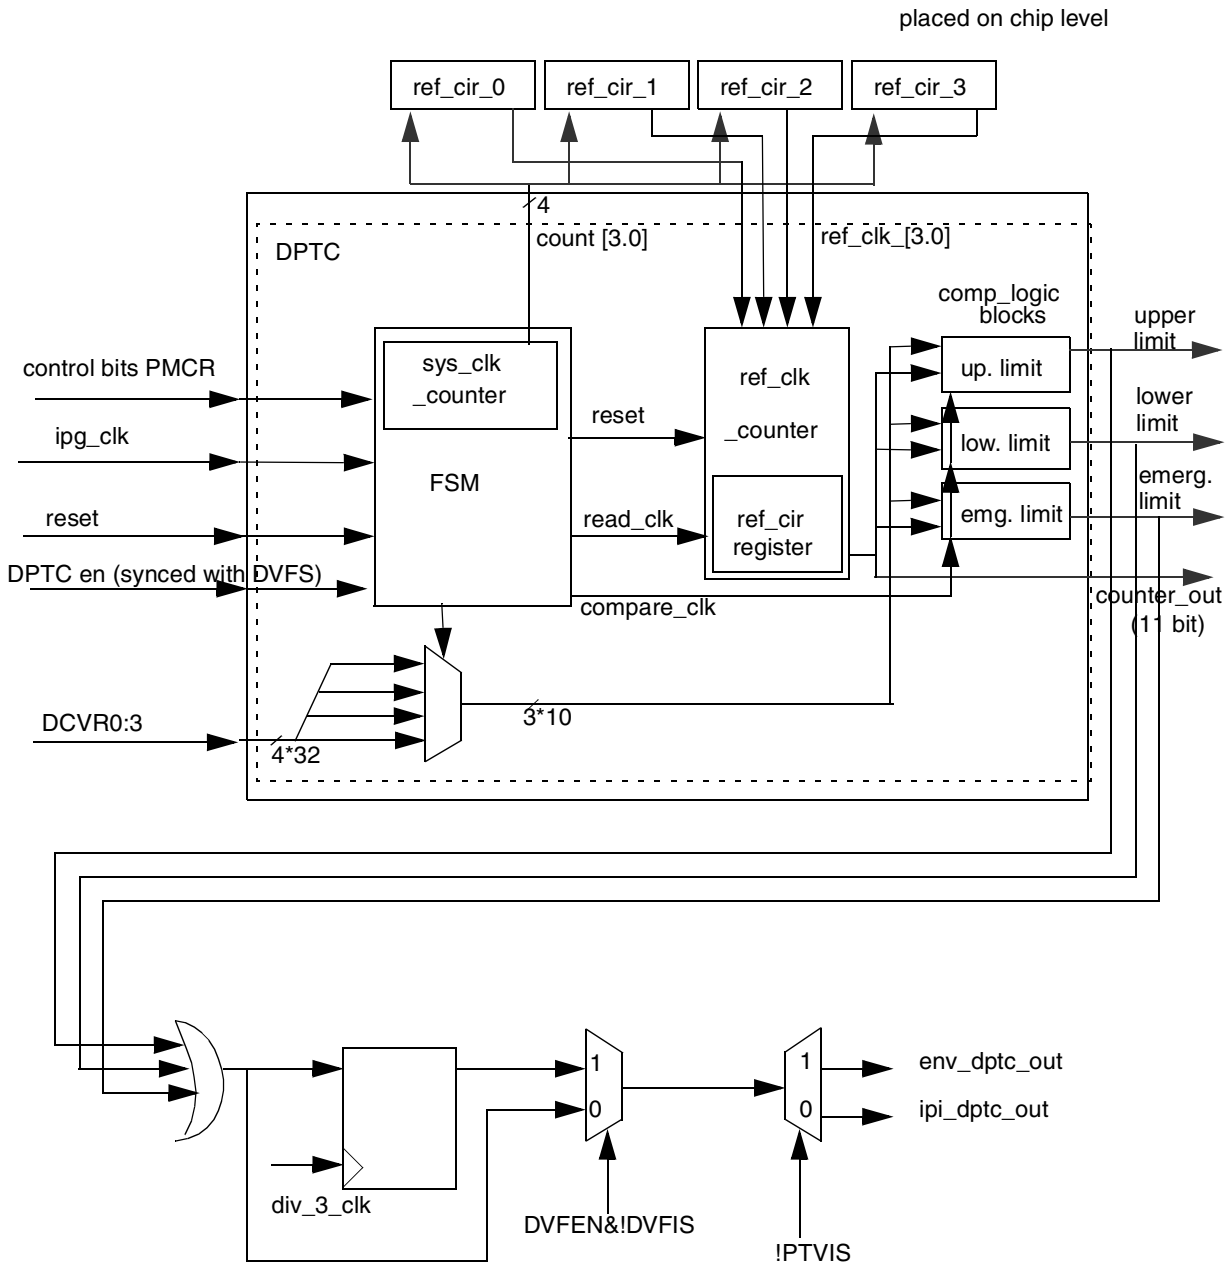 placed on chip level
ref_cir_0
ref_cir_1
ref_cir_2
ref_cir_3
4
count [3.0]
ref_clk_[3.0]
DPTC
comp_logic
blocks
upper
limit
sys_clk
_counter
ref_clk
_counter
up. limit
control bits PMCR
lower
limit
reset
ipg_clk
low. limit
FSM
emerg.
limit
reset
read_clk
ref_cir
register
emg. limit
DPTC en (synced with DVFS)
compare_clk
counter_out
(11 bit)
DCVR0:3
4*32
3*10
1
0
1
0
env_dptc_out
ipi_dptc_out
div_3_clk
DVFEN&!DVFIS
!PTVIS